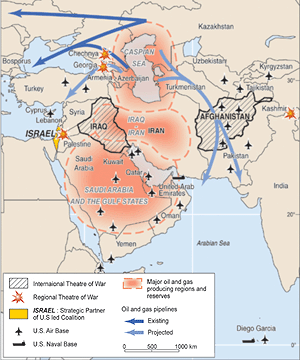 Kazakhstan
Bosporus
Chechnya
Georgia
CASPIAN
SEA
Uzbekistan
Kyrgyzstan
Armenia
Azerbaijan
Tajikistan
Turkey
Turkmenistan
Cyprus
Syria
Lebanon
IRAQ
IRAQ
IRAN
IRAN
AFGHANISTAN
Kashmir
ISRAEL
Palestine
Saudi
Arabia
Kuwait
Pakistan
Qatar
United Arab
Emirates
India
SAUDI ARABIA
AND THE GULF STATES
Oman
Arabian Sea
Yemen
Internaional Theatre of War
Regional Theatre of War
ISRAEL : Strategic Partner
of U.S led Coalition
U.S. Air Base
U.S. Naval Base
Major oil and gas
producing regions and
reserves
Oil and gas pipelines
Existing
Projected
0 500 1000 km
Diego Garcia